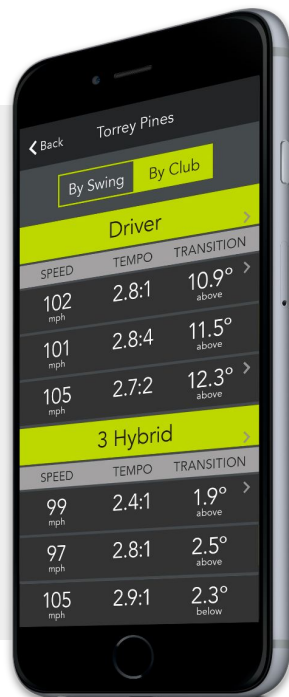 Back Torrey Pines
By Swing By Club
Driver
SPEED TEMPO TRANSITION
102 2.8:1 10.9°
mph above
101 2.8:4 11.5°
mph above
105 2.7:2 12.3°
mph above
3 Hybrid
SPEED TEMPO TRANSITION
99 2.4:1 1.9°
mph above
97 2.8:1 2.5°
mph above
105 2.9:1 2.3°
mph below